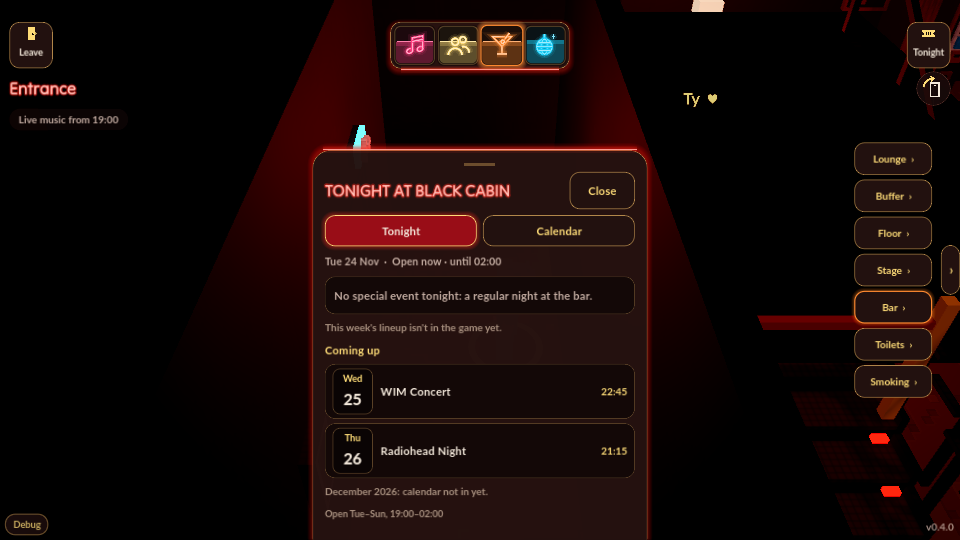 Leave
Tonight
Entrance
Live music from 19:00
Ty ♥
Lounge ›
Buffer ›
Floor ›
Stage ›
›
Bar ›
Toilets ›
Smoking ›
TONIGHT AT BLACK CABIN
Close
Tonight
Calendar
Tue 24 Nov · Open now · until 02:00
No special event tonight: a regular night at the bar.
This week's lineup isn't in the game yet.
Coming up
Wed
25
WIM Concert
22:45
Thu
26
Radiohead Night
21:15
December 2026: calendar not in yet.
Open Tue–Sun, 19:00–02:00
Debug
v0.4.0